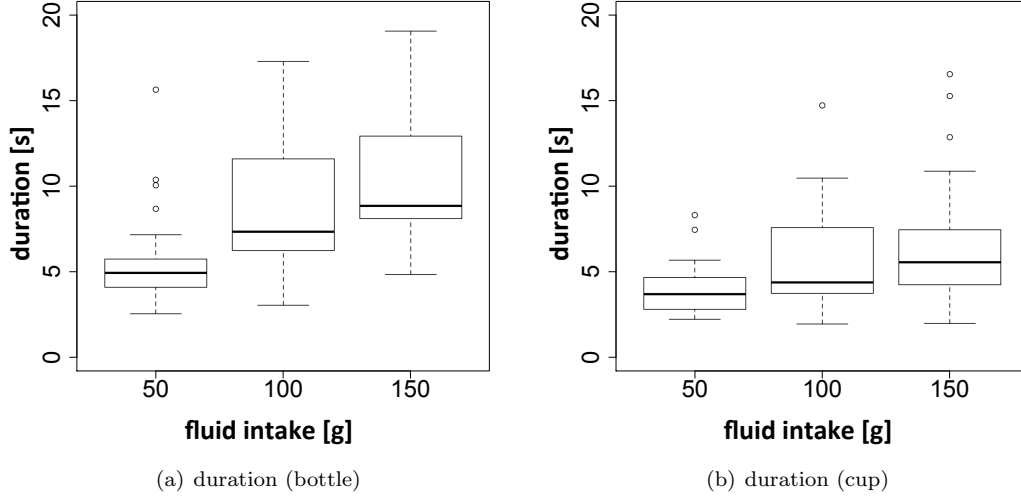 20
15
10
5
0
duration [s]
50 100 150
fluid intake [g]
(a) duration (bottle)
20
15
10
5
0
duration [s]
50 100 150
fluid intake [g]
(b) duration (cup)